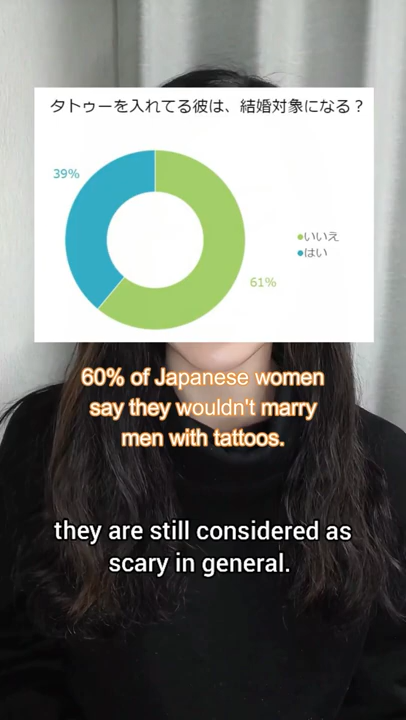 タトゥーを入れてる彼は、結婚対象になる？
39%
いいえ
はい
61%
60% of Japanese women
say they wouldn't marry
men with tattoos.
they are still considered as
scary in general.